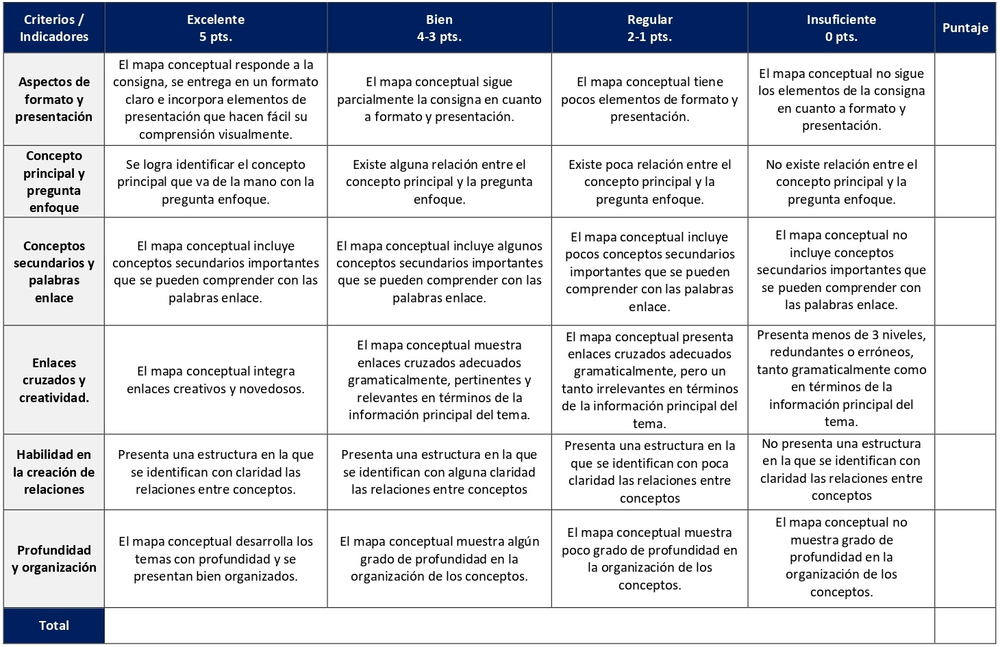 Criterios /
Indicadores
Excelente
5 pts.
Bien
4-3 pts.
Regular
2-1 pts.
Insuficiente
0 pts.
Puntaje
Aspectos de
formato y
presentación
El mapa conceptual responde a la
consigna, se entrega en un formato
claro e incorpora elementos de
presentación que hacen fácil su
comprensión visualmente.
El mapa conceptual sigue
parcialmente la consigna en cuanto
a formato y presentación.
El mapa conceptual tiene
pocos elementos de formato y
presentación.
El mapa conceptual no sigue
los elementos de la consigna
en cuanto a formato y
presentación.
Concepto
principal y
pregunta
enfoque
Se logra identificar el concepto
principal que va de la mano con la
pregunta enfoque.
Existe alguna relación entre el
concepto principal y la pregunta
enfoque.
Existe poca relación entre el
concepto principal y la
pregunta enfoque.
No existe relación entre el
concepto principal y la
pregunta enfoque.
Conceptos
secundarios y
palabras
enlace
El mapa conceptual incluye
conceptos secundarios importantes
que se pueden comprender con las
palabras enlace.
El mapa conceptual incluye algunos
conceptos secundarios importantes
que se pueden comprender con las
palabras enlace.
El mapa conceptual incluye
pocos conceptos secundarios
importantes que se pueden
comprender con las palabras
enlace.
El mapa conceptual no
incluye conceptos
secundarios importantes que
se pueden comprender con
las palabras enlace.
Enlaces
cruzados y
creatividad.
El mapa conceptual integra
enlaces creativos y novedosos.
El mapa conceptual muestra
enlaces cruzados adecuados
gramaticalmente, pertinentes y
relevantes en términos de la
información principal del tema.
El mapa conceptual presenta
enlaces cruzados adecuados
gramaticalmente, pero un
tanto irrelevantes en términos
de la información principal del
tema.
Presenta menos de 3 niveles,
redundantes o erróneos,
tanto gramaticalmente como
en términos de la
información principal del
tema.
Habilidad en
la creación de
relaciones
Presenta una estructura en la que
se identifican con claridad las
relaciones entre conceptos.
Presenta una estructura en la que
se identifican con alguna claridad
las relaciones entre conceptos
Presenta una estructura en la
que se identifican con poca
claridad las relaciones entre
conceptos
No presenta una estructura
en la que se identifican con
claridad las relaciones entre
conceptos
Profundidad
y organización
El mapa conceptual desarrolla los
temas con profundidad y se
presentan bien organizados.
El mapa conceptual muestra algún
grado de profundidad en la
organización de los conceptos.
El mapa conceptual muestra
poco grado de profundidad en
la organización de los
conceptos.
El mapa conceptual no
muestra grado de
profundidad en la
organización de los
conceptos.
Total